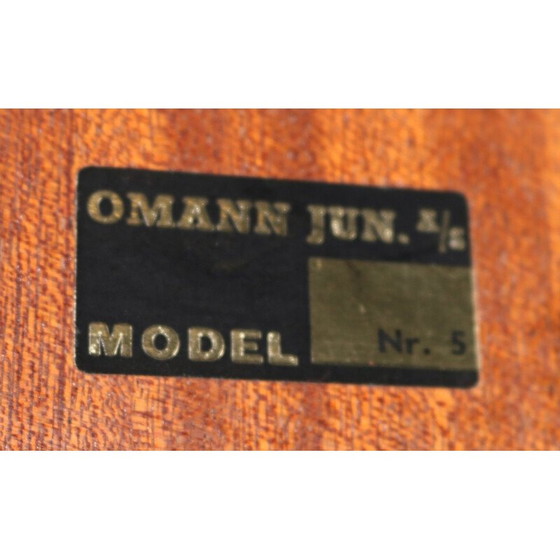 OMANN JUN. A/S
MODEL Nr. 5